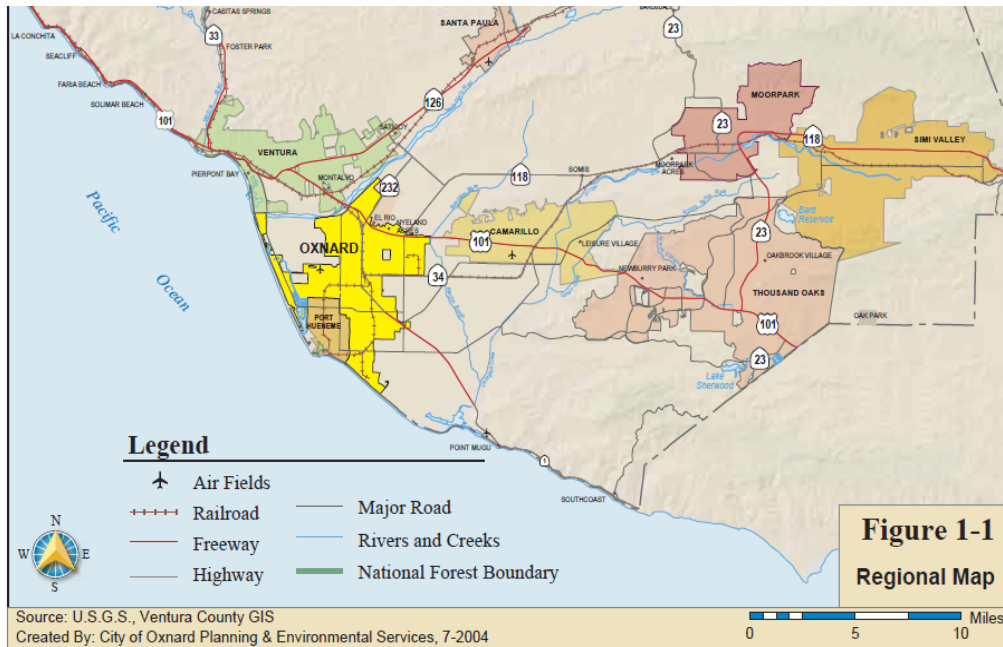 CASITAS SPRINGS
SANTA PAULA
23
LA CONCHITA
33
FOSTER PARK
SEACLIFF
FARIA BEACH
126
MOORPARK
SOLIMAR BEACH
101
SATICOY
23
118
SIMI VALLEY
VENTURA
MOORPARK
ACRES
PIERPONT BAY
MONTALVO
232
118
SOMIS
Pacific
Ocean
EL RIO
NYELAND
ACRES
CAMARILLO
Bard
Reservoir
OXNARD
101
LEISURE VILLAGE
23
OAKBROOK VILLAGE
34
NEWBURRY PARK
THOUSAND OAKS
PORT
HUENEME
101
OAK PARK
23
Lake
Sherwood
POINT MUGU
1
SOUTHCOAST
Legend
Air Fields
Railroad
Freeway
Highway
Major Road
Rivers and Creeks
National Forest Boundary
N
W E
S
Figure 1-1
Regional Map
Source: U.S.G.S., Ventura County GIS
Created By: City of Oxnard Planning & Environmental Services, 7-2004
Miles
0 5 10